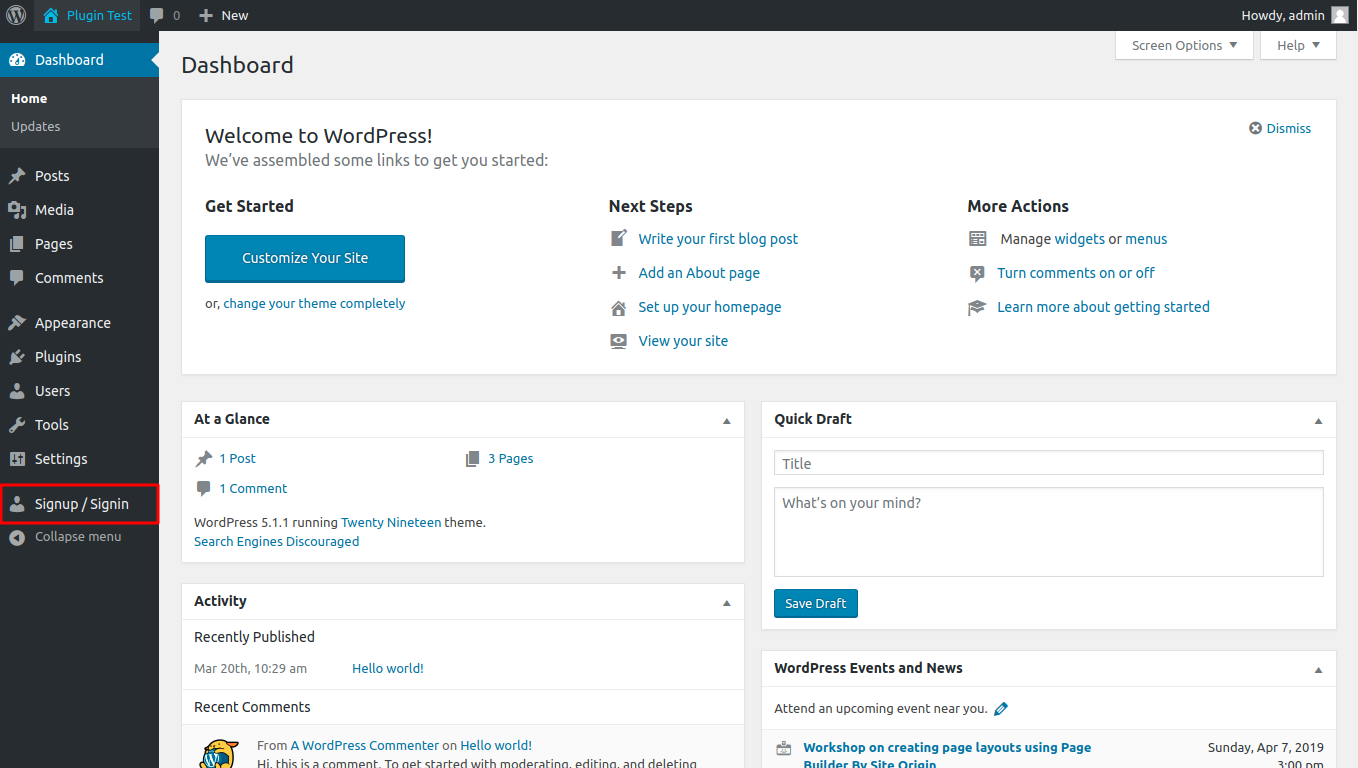 Plugin Test
0
New
Howdy, admin
Dashboard
Home
Updates
Posts
Media
Pages
Comments
Appearance
Plugins
Users
Tools
Settings
Signup / Signin
Collapse menu
Screen Options
Help
Dashboard
Welcome to WordPress!
Dismiss
We’ve assembled some links to get you started:
Get Started
Customize Your Site
or, change your theme completely
Next Steps
Write your first blog post
Add an About page
Set up your homepage
View your site
More Actions
Manage widgets or menus
Turn comments on or off
Learn more about getting started
At a Glance
1 Post
3 Pages
1 Comment
WordPress 5.1.1 running Twenty Nineteen theme.
Search Engines Discouraged
Activity
Recently Published
Mar 20th, 10:29 am
Hello world!
Recent Comments
From A WordPress Commenter on Hello world!
Hi, this is a comment. To get started with moderating, editing, and deleting
Quick Draft
Title
What’s on your mind?
Save Draft
WordPress Events and News
Attend an upcoming event near you.
Workshop on creating page layouts using Page
Builder By Site Origin
Sunday, Apr 7, 2019
3:00 pm